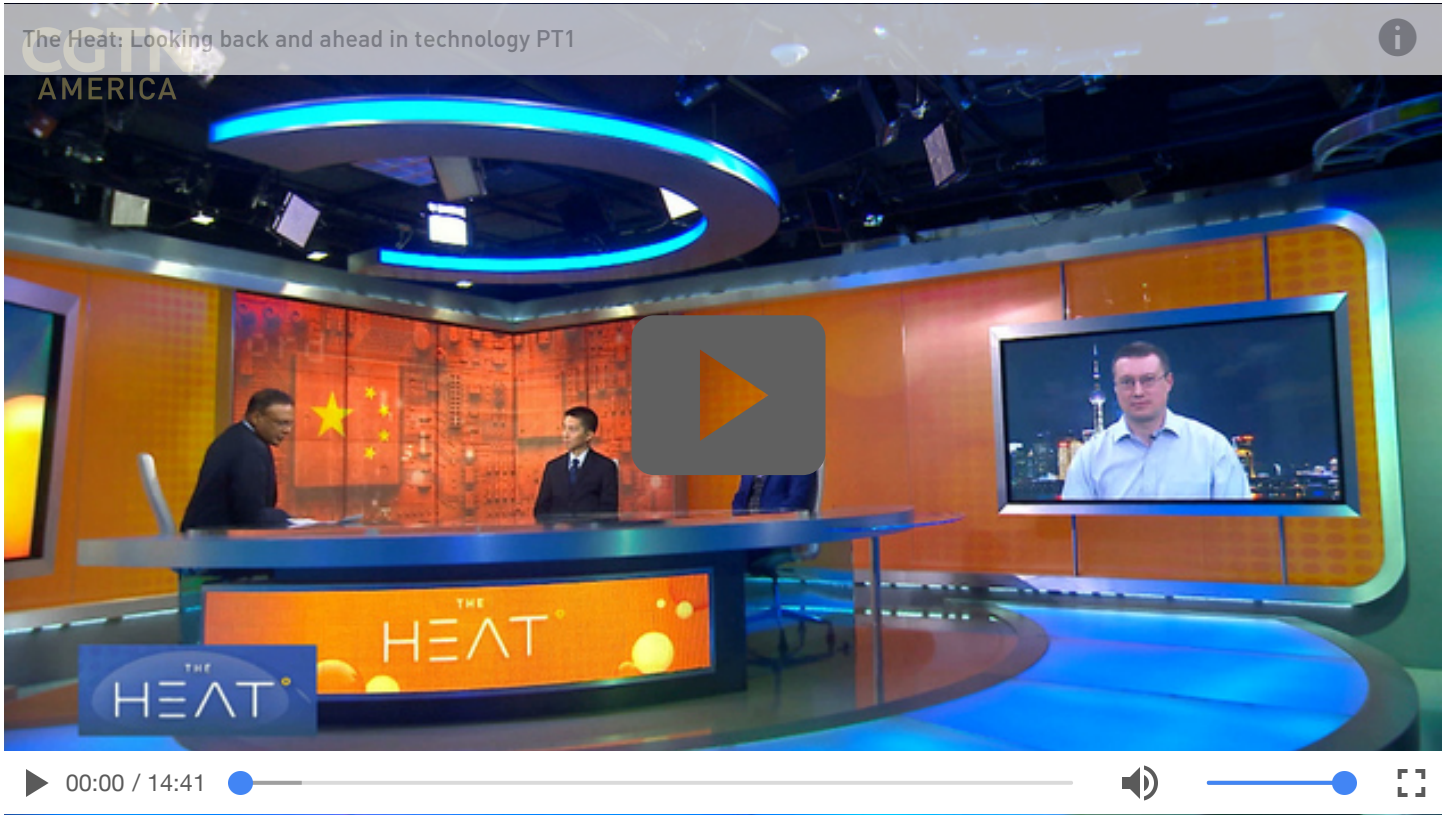 The Heat: Looking back and ahead in technology PT1
CGTN
AMERICA
THE
HEAT
THE
HEAT
00:00 / 14:41